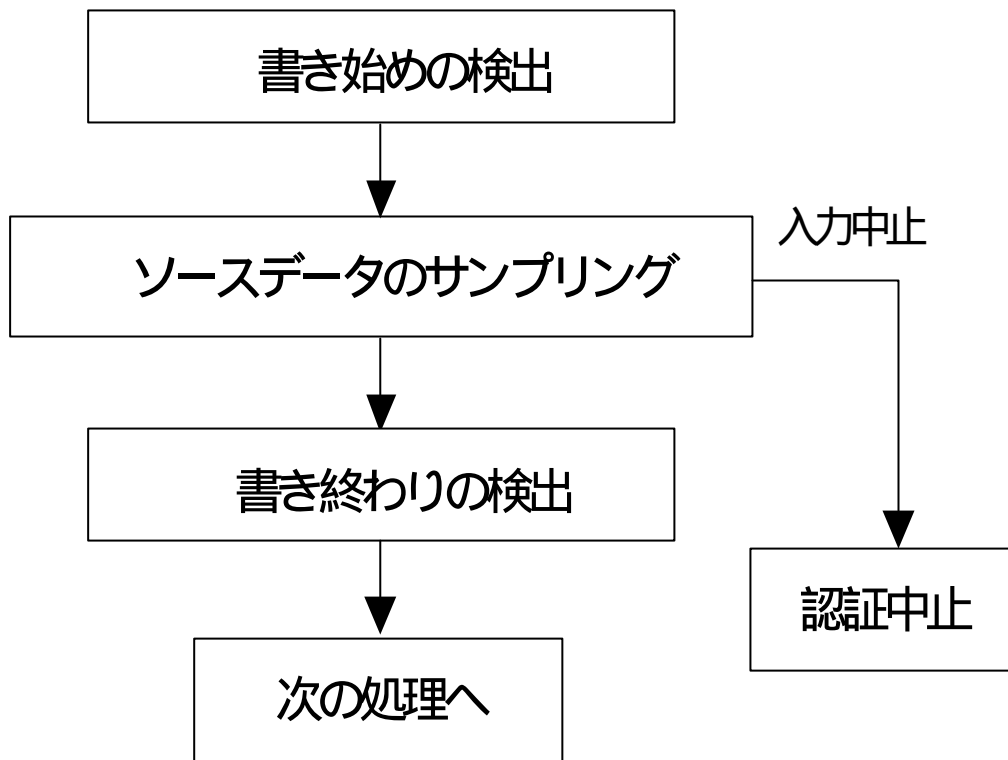 書き始めの検出
入力中止
ソースデータのサンプリング
書き終わりの検出
認証中止
次の処理へ